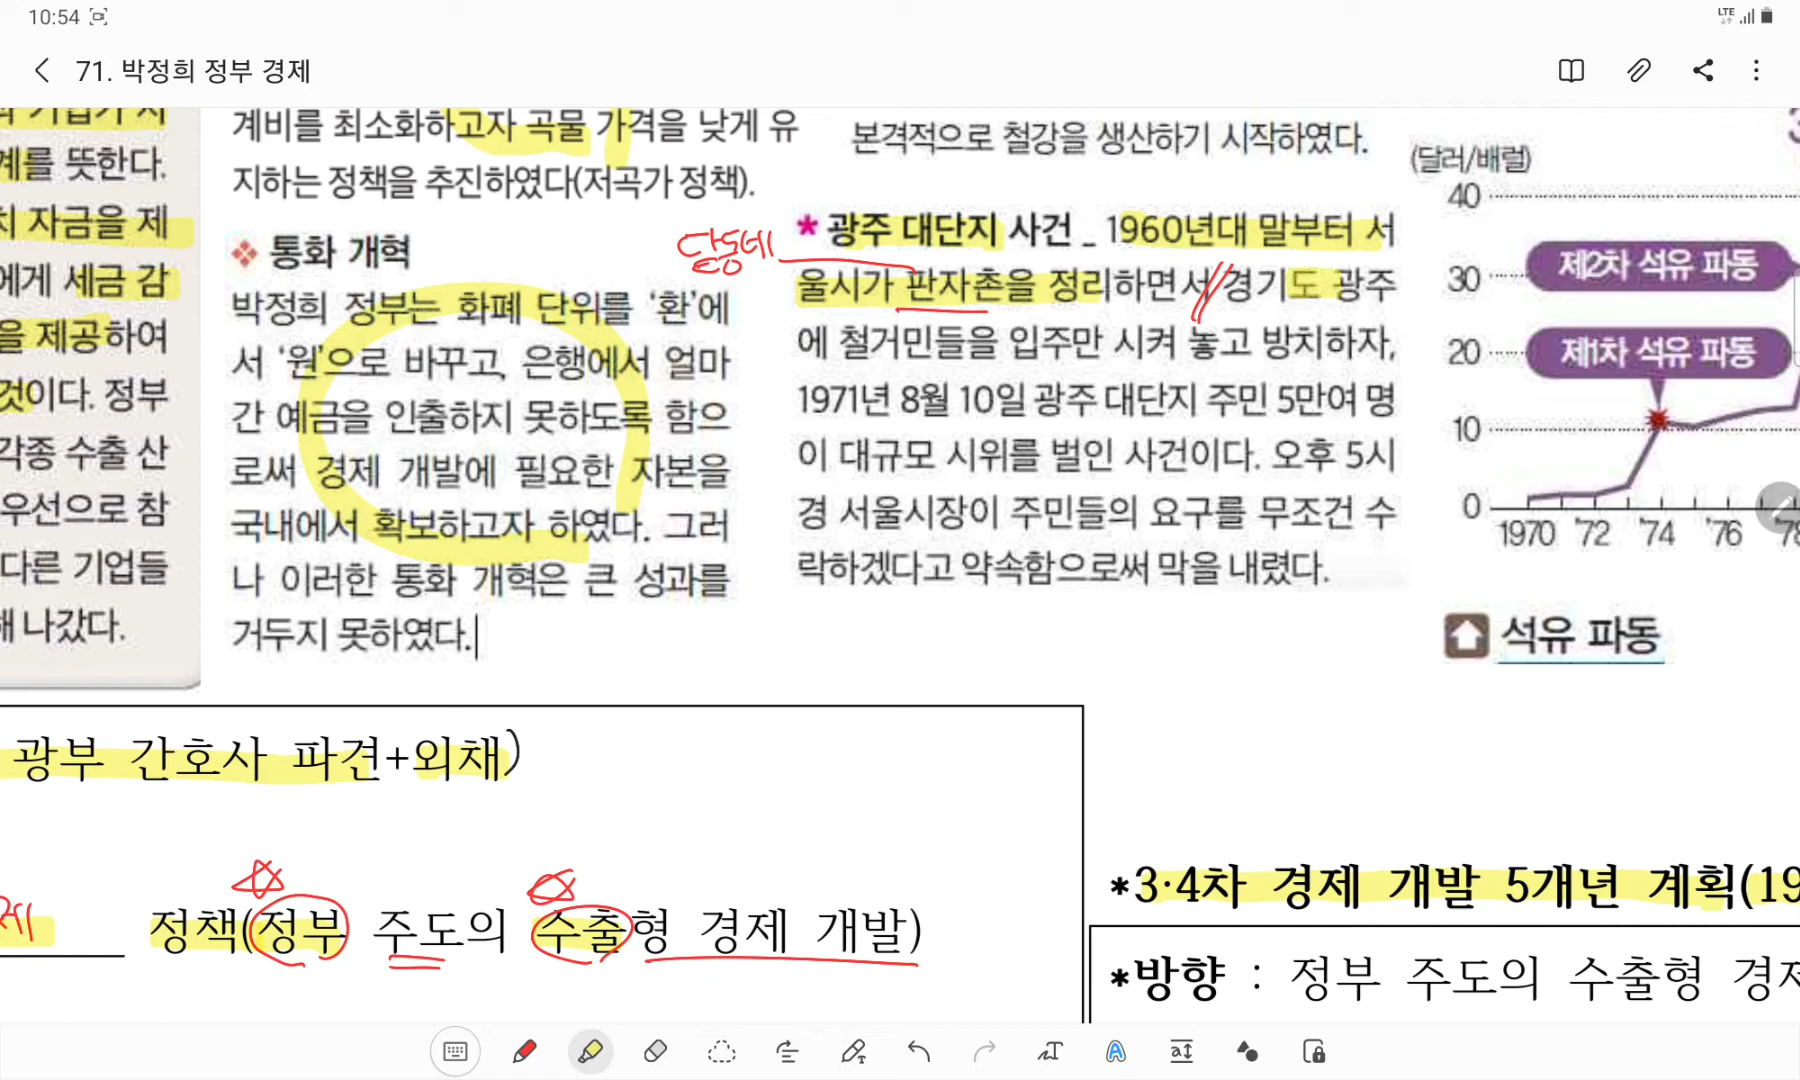 10:54
LTE
71. 박정희 정부 경제
계를 뜻한다.
자금을 제
에게 세금 감
을 제공하여
것이다. 정부
각종 수출 산
우선으로 참
다른 기업들
해 나갔다.
계비를 최소화하고자 곡물 가격을 낮게 유
지하는 정책을 추진하였다(저곡가 정책).
통화 개혁
박정희 정부는 화폐 단위를 ‘환’에
서 ‘원’으로 바꾸고, 은행에서 얼마
간 예금을 인출하지 못하도록 함으
로써 경제 개발에 필요한 자본을
국내에서 확보하고자 하였다. 그러
나 이러한 통화 개혁은 큰 성과를
거두지 못하였다.
본격적으로 철강을 생산하기 시작하였다.
달동네
* 광주 대단지 사건 _ 1960년대 말부터 서
울시가 판자촌을 정리하면서 경기도 광주
에 철거민들을 입주만 시켜 놓고 방치하자,
1971년 8월 10일 광주 대단지 주민 5만여 명
이 대규모 시위를 벌인 사건이다. 오후 5시
경 서울시장이 주민들의 요구를 무조건 수
락하겠다고 약속함으로써 막을 내렸다.
(달러/배럴)
40
30
20
10
0
제2차 석유 파동
제1차 석유 파동
1970 '72 '74 '76 '78
석유 파동
광부 간호사 파견+외채)
제 정책(정부 주도의 수출형 경제 개발)
*3·4차 경제 개발 5개년 계획(19
*방향 : 정부 주도의 수출형 경제